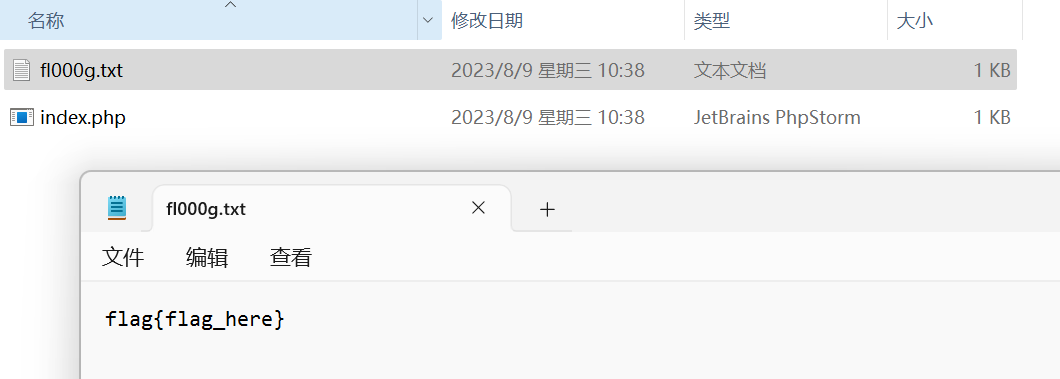 名称 修改日期 类型 大小
fl000g.txt 2023/8/9 星期三 10:38 文本文档 1 KB
index.php 2023/8/9 星期三 10:38 JetBrains PhpStorm 1 KB
fl000g.txt
文件 编辑 查看
flag{flag_here}